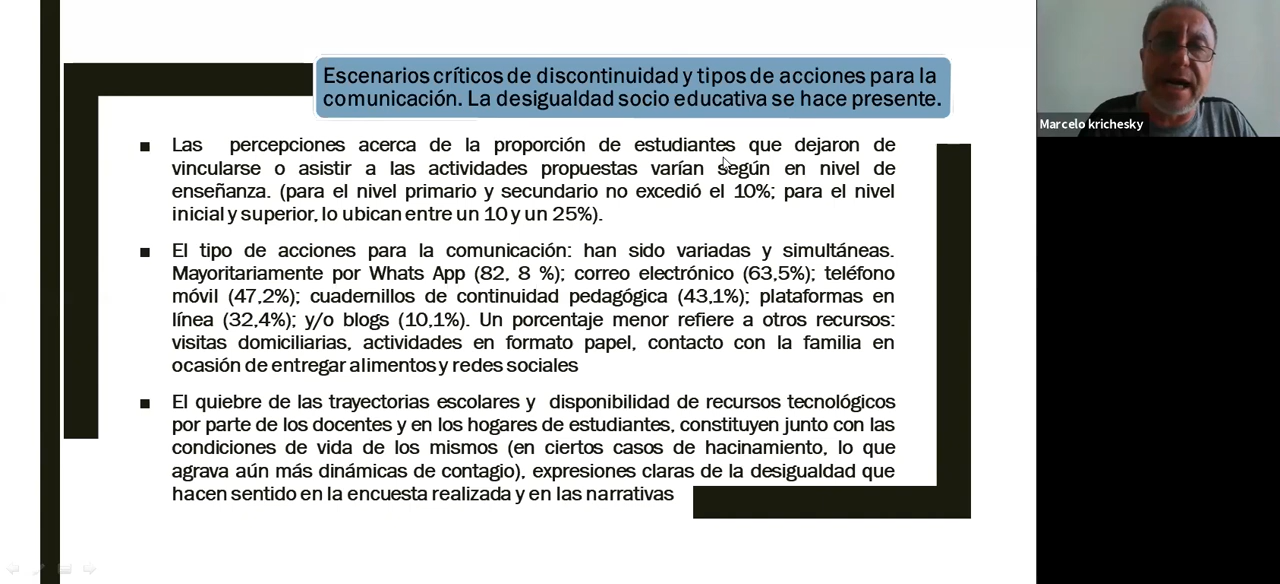 Escenarios críticos de discontinuidad y tipos de acciones para la
comunicación. La desigualdad socio educativa se hace presente.
■ Las percepciones acerca de la proporción de estudiantes que dejaron de
vincularse o asistir a las actividades propuestas varían según en nivel de
enseñanza. (para el nivel primario y secundario no excedió el 10%; para el nivel
inicial y superior, lo ubican entre un 10 y un 25%).
■ El tipo de acciones para la comunicación: han sido variadas y simultáneas.
Mayoritariamente por Whats App (82, 8 %); correo electrónico (63,5%); teléfono
móvil (47,2%); cuadernillos de continuidad pedagógica (43,1%); plataformas en
línea (32,4%); y/o blogs (10,1%). Un porcentaje menor refiere a otros recursos:
visitas domiciliarias, actividades en formato papel, contacto con la familia en
ocasión de entregar alimentos y redes sociales
■ El quiebre de las trayectorias escolares y disponibilidad de recursos tecnológicos
por parte de los docentes y en los hogares de estudiantes, constituyen junto con las
condiciones de vida de los mismos (en ciertos casos de hacinamiento, lo que
agrava aún más dinámicas de contagio), expresiones claras de la desigualdad que
hacen sentido en la encuesta realizada y en las narrativas
Marcelo krichesky